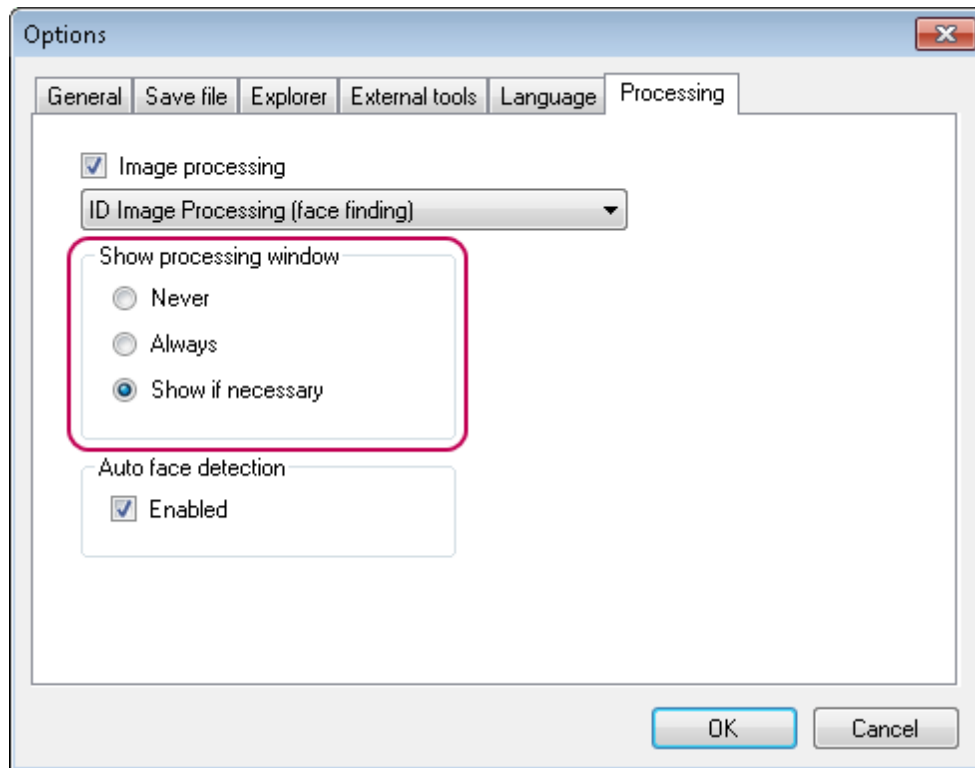 Options
General Save file Explorer External tools Language Processing
Image processing
ID Image Processing (face finding)
Show processing window
Never
Always
Show if necessary
Auto face detection
Enabled
OK Cancel